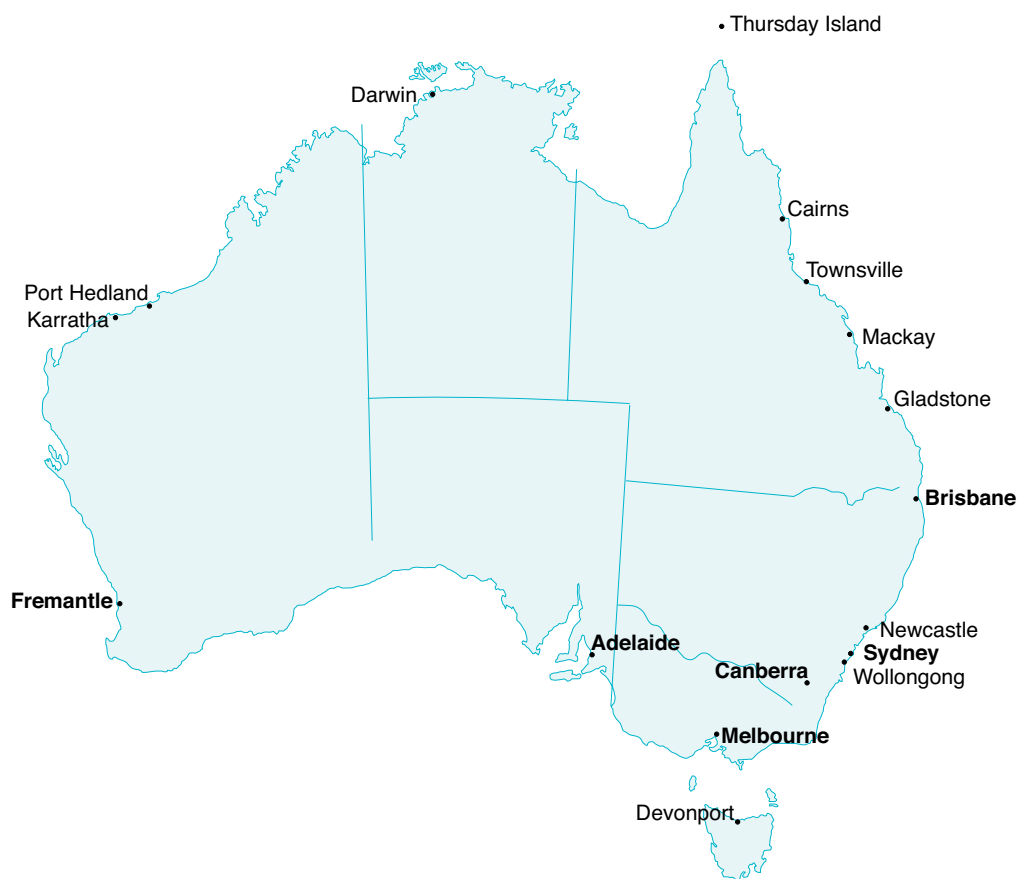 Thursday Island
Darwin
Cairns
Townsville
Port Hedland
Karratha
Mackay
Gladstone
Brisbane
Fremantle
Newcastle
Adelaide
Sydney
Canberra
Wollongong
Melbourne
Devonport